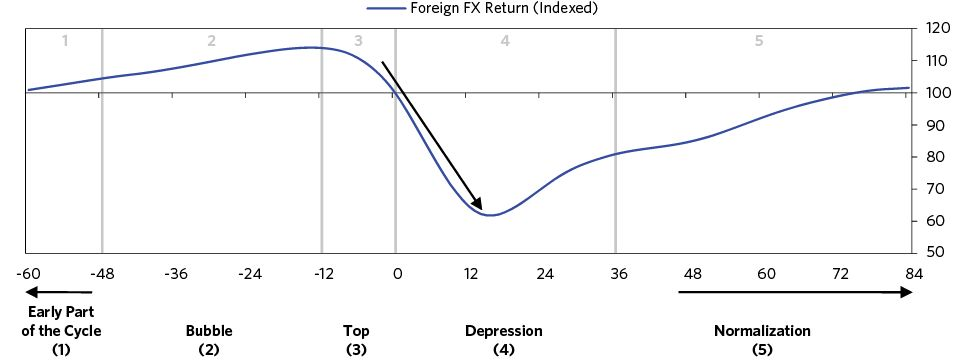 Foreign FX Return (Indexed)
1 2 3 4 5
120
110
100
90
80
70
60
50
-60 -48 -36 -24 -12 0 12 24 36 48 60 72 84
Early Part
of the Cycle Bubble Top Depression Normalization
(1) (2) (3) (4) (5)